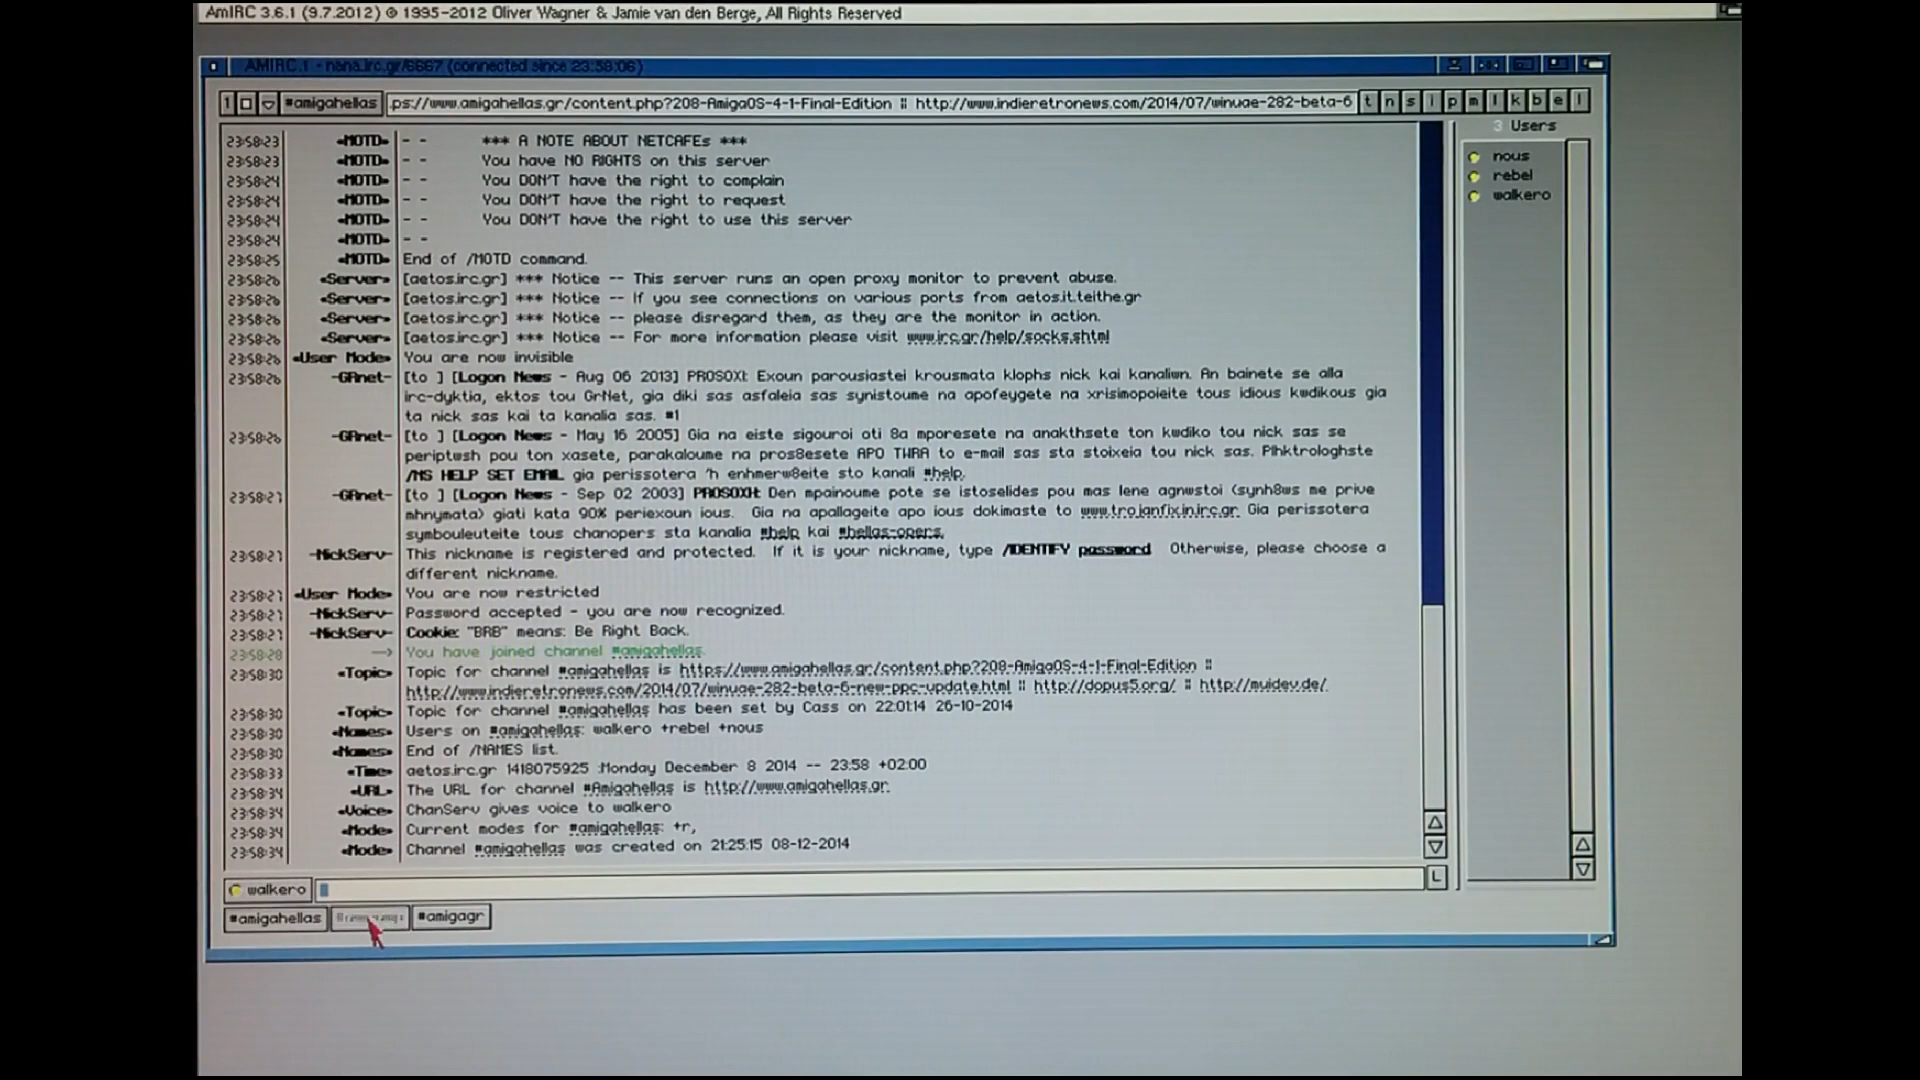 AmIRC 3.6.1 (9.7.2012) © 1995-2012 Oliver Wagner & Jamie van den Berge, All Rights Reserved
AMIRC.1 - nana.irc.gr/6667 (connected since 23:58:06)
1 #amigahellas ps://www.amigahellas.gr/content.php?208-AmigaOS-4-1-Final-Edition :: http://www.indieretronews.com/2014/07/winuae-282-beta-6 t n s i p m l k b e I
3 Users
nous
rebel
walkero
23:58:23 «MOTD» - - *** A NOTE ABOUT NETCAFEs ***
23:58:23 «MOTD» - - You have NO RIGHTS on this server
23:58:24 «MOTD» - - You DON'T have the right to complain
23:58:24 «MOTD» - - You DON'T have the right to request
23:58:24 «MOTD» - - You DON'T have the right to use this server
23:58:24 «MOTD» - -
23:58:25 «MOTD» End of /MOTD command.
23:58:26 «Server» [aetos.irc.gr] *** Notice -- This server runs an open proxy monitor to prevent abuse.
23:58:26 «Server» [aetos.irc.gr] *** Notice -- If you see connections on various ports from aetos.it.teithe.gr
23:58:26 «Server» [aetos.irc.gr] *** Notice -- please disregard them, as they are the monitor in action.
23:58:26 «Server» [aetos.irc.gr] *** Notice -- For more information please visit www.irc.gr/help/socks.shtml
23:58:26 «User Mode» You are now invisible
23:58:26 -GRnet- [to ] [Logon News - Aug 06 2013] PROSOXI: Exoun parousiastei krousmata klophs nick kai kanaliwn. An bainete se alla
irc-dyktia, ektos tou GrNet, gia diki sas asfaleia sas synistoume na apofeygete na xrisimopoieite tous idious kwdikous gia
ta nick sas kai ta kanalia sas. #1
23:58:26 -GRnet- [to ] [Logon News - May 16 2005] Gia na eiste sigouroi oti 8a mporesete na anakthsete ton kwdiko tou nick sas se
periptwsh pou ton xasete, parakaloume na pros8esete APO TWRA to e-mail sas sta stoixeia tou nick sas. Plhktrologhste
/NS HELP SET EMAIL gia perissotera 'h enhmerw8eite sto kanali #help.
23:58:27 -GRnet- [to ] [Logon News - Sep 02 2003] PROSOXH: Den mpainoume pote se istoselides pou mas lene agnwstoi (synh8ws me prive
mhnymata) giati kata 90% periexoun ious. Gia na apallageite apo ious dokimaste to www.trojanfix.in.irc.gr. Gia perissotera
symbouleuteite tous chanopers sta kanalia #help kai #hellas-opers.
23:58:27 -NickServ- This nickname is registered and protected. If it is your nickname, type /IDENTIFY password Otherwise, please choose a
different nickname.
23:58:27 «User Mode» You are now restricted
23:58:27 -NickServ- Password accepted - you are now recognized.
23:58:27 -NickServ- Cookie: "BRB" means: Be Right Back.
23:58:28 --> You have joined channel #amigahellas.
23:58:30 «Topic» Topic for channel #amigahellas is https://www.amigahellas.gr/content.php?208-AmigaOS-4-1-Final-Edition ::
http://www.indieretronews.com/2014/07/winuae-282-beta-6-new-ppc-update.html :: http://dopus5.org/ :: http://muidev.de/.
23:58:30 «Topic» Topic for channel #amigahellas has been set by Cass on 22:01:14 26-10-2014
23:58:30 «Names» Users on #amigahellas: walkero +rebel +nous
23:58:30 «Names» End of /NAMES list.
23:58:33 «Time» aetos.irc.gr 1418075925 :Monday December 8 2014 -- 23:58 +02:00
23:58:34 «URL» The URL for channel #Amigahellas is http://www.amigahellas.gr.
23:58:34 «Voice» ChanServ gives voice to walkero
23:58:34 «Mode» Current modes for #amigahellas: +r,
23:58:34 «Mode» Channel #amigahellas was created on 21:25:15 08-12-2014
walkero L
#amigahellas #amigagr